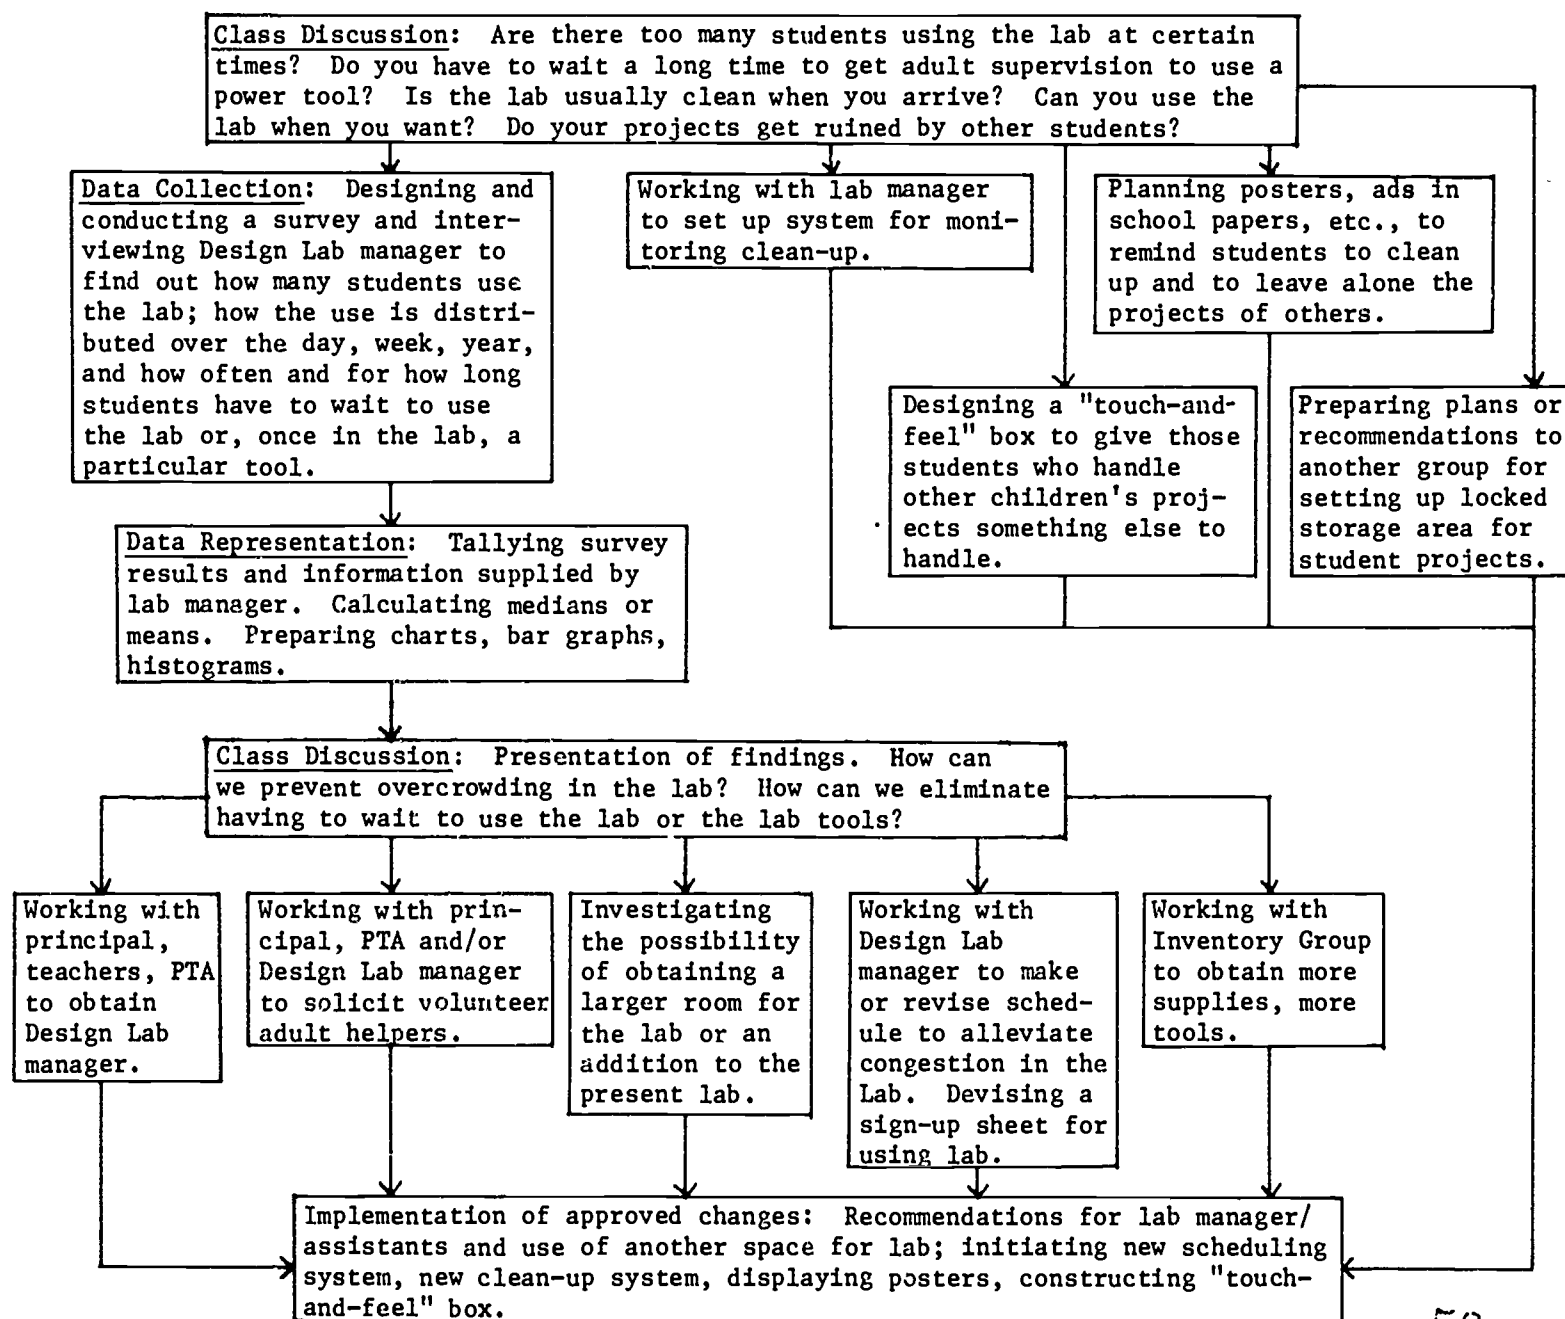 Class Discussion: Are there too many students using the lab at certain
times? Do you have to wait a long time to get adult supervision to use a
power tool? Is the lab usually clean when you arrive? Can you use the
lab when you want? Do your projects get ruined by other students?
Data Collection: Designing and
conducting a survey and inter-
viewing Design Lab manager to
find out how many students use
the lab; how the use is distri-
buted over the day, week, year,
and how often and for how long
students have to wait to use
the lab or, once in the lab, a
particular tool.
Working with lab manager
to set up system for moni-
toring clean-up.
Planning posters, ads in
school papers, etc., to
remind students to clean
up and to leave alone the
projects of others.
Designing a "touch-and-
feel" box to give those
students who handle
other children's proj-
ects something else to
handle.
Preparing plans or
recommendations to
another group for
setting up locked
storage area for
student projects.
Data Representation: Tallying survey
results and information supplied by
lab manager. Calculating medians or
means. Preparing charts, bar graphs,
histograms.
Class Discussion: Presentation of findings. How can
we prevent overcrowding in the lab? How can we eliminate
having to wait to use the lab or the lab tools?
Working with
principal,
teachers, PTA
to obtain
Design Lab
manager.
Working with prin-
cipal, PTA and/or
Design Lab manager
to solicit volunteer
adult helpers.
Investigating
the possibility
of obtaining a
larger room for
the lab or an
addition to the
present lab.
Working with
Design Lab
manager to make
or revise sched-
ule to alleviate
congestion in the
Lab. Devising a
sign-up sheet for
using lab.
Working with
Inventory Group
to obtain more
supplies, more
tools.
Implementation of approved changes: Recommendations for lab manager/
assistants and use of another space for lab; initiating new scheduling
system, new clean-up system, displaying posters, constructing "touch-
and-feel" box.